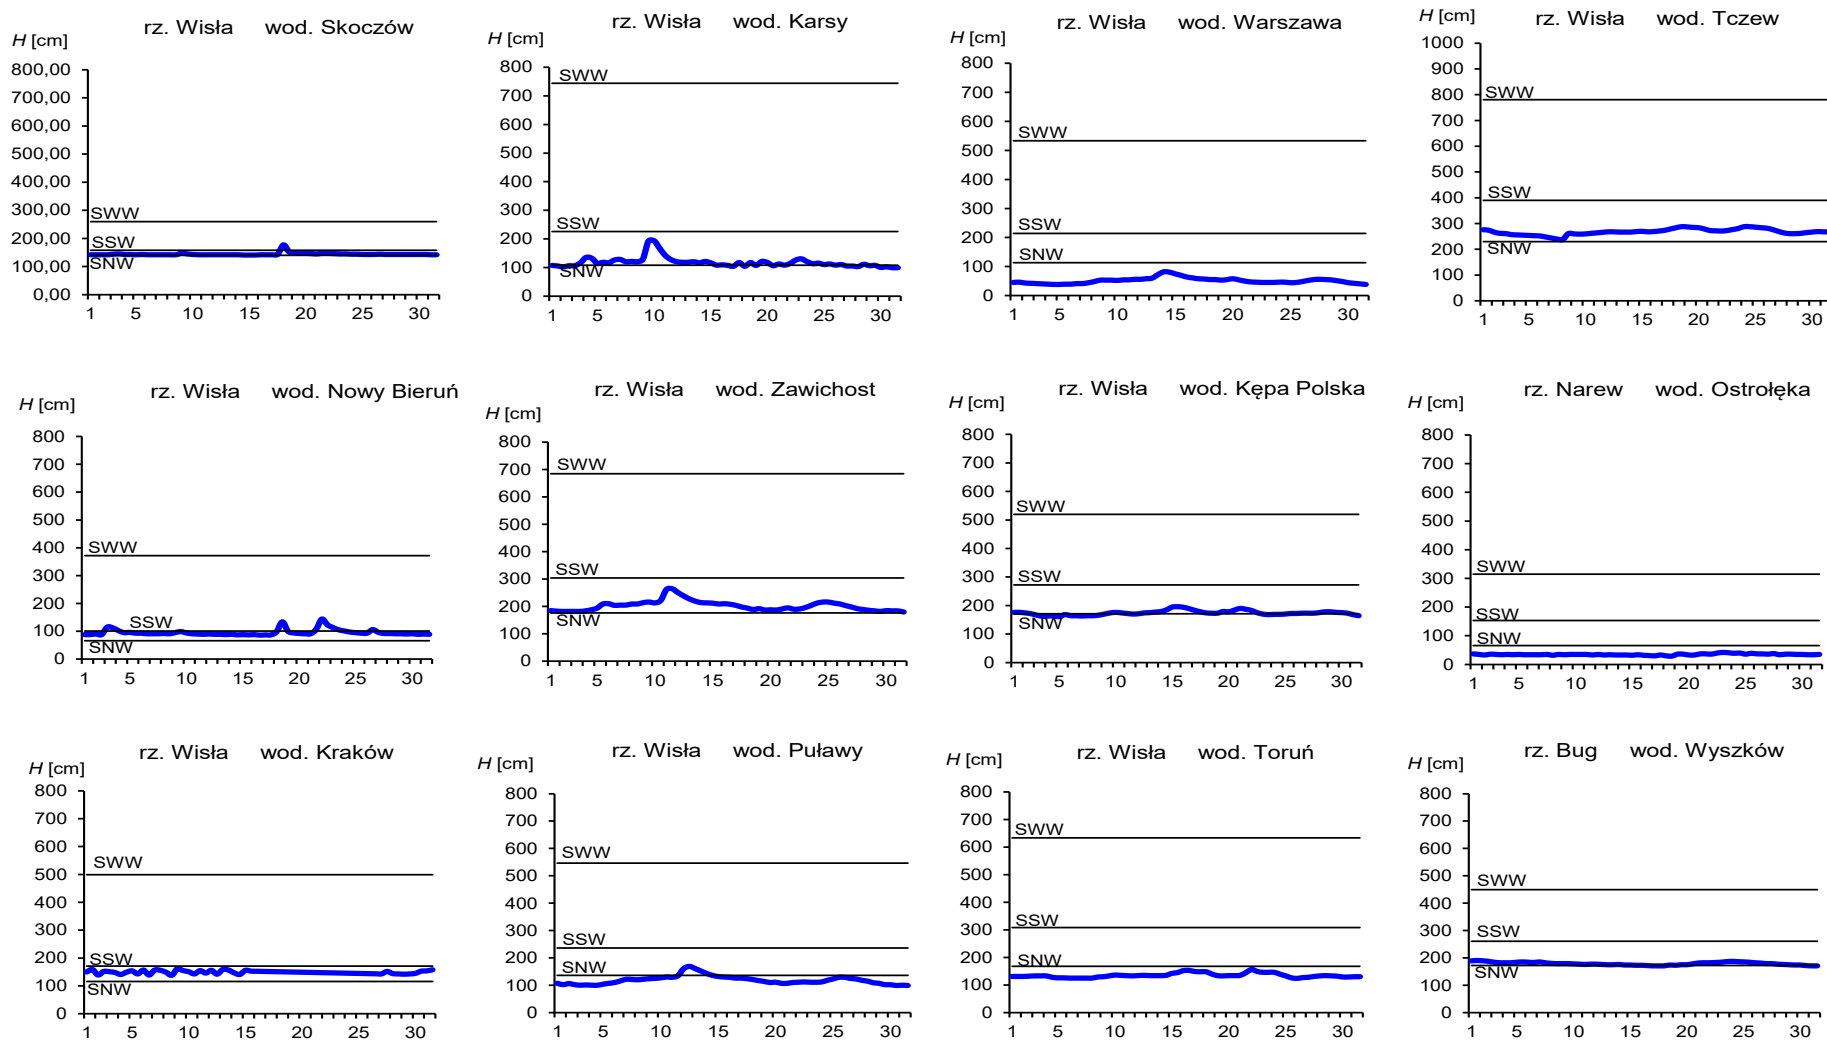 rz. Wisła wod. Skoczów
H [cm]
800,00
700,00
600,00
500,00
400,00
300,00
200,00
100,00
0,00
SWW
SSW
SNW
1 5 10 15 20 25 30
rz. Wisła wod. Karsy
H [cm]
800
700
600
500
400
300
200
100
0
SWW
SSW
SNW
1 5 10 15 20 25 30
rz. Wisła wod. Warszawa
H [cm]
800
700
600
500
400
300
200
100
0
SWW
SSW
SNW
1 5 10 15 20 25 30
rz. Wisła wod. Tczew
H [cm]
1000
900
800
700
600
500
400
300
200
100
0
SWW
SSW
SNW
1 5 10 15 20 25 30
rz. Wisła wod. Nowy Bieruń
H [cm]
800
700
600
500
400
300
200
100
0
SWW
SSW
SNW
1 5 10 15 20 25 30
rz. Wisła wod. Zawichost
H [cm]
800
700
600
500
400
300
200
100
0
SWW
SSW
SNW
1 5 10 15 20 25 30
rz. Wisła wod. Kępa Polska
H [cm]
800
700
600
500
400
300
200
100
0
SWW
SSW
SNW
1 5 10 15 20 25 30
rz. Narew wod. Ostrołęka
H [cm]
800
700
600
500
400
300
200
100
0
SWW
SSW
SNW
1 5 10 15 20 25 30
rz. Wisła wod. Kraków
H [cm]
800
700
600
500
400
300
200
100
0
SWW
SSW
SNW
1 5 10 15 20 25 30
rz. Wisła wod. Puławy
H [cm]
800
700
600
500
400
300
200
100
0
SWW
SSW
SNW
1 5 10 15 20 25 30
rz. Wisła wod. Toruń
H [cm]
800
700
600
500
400
300
200
100
0
SWW
SSW
SNW
1 5 10 15 20 25 30
rz. Bug wod. Wyszków
H [cm]
800
700
600
500
400
300
200
100
0
SWW
SSW
SNW
1 5 10 15 20 25 30